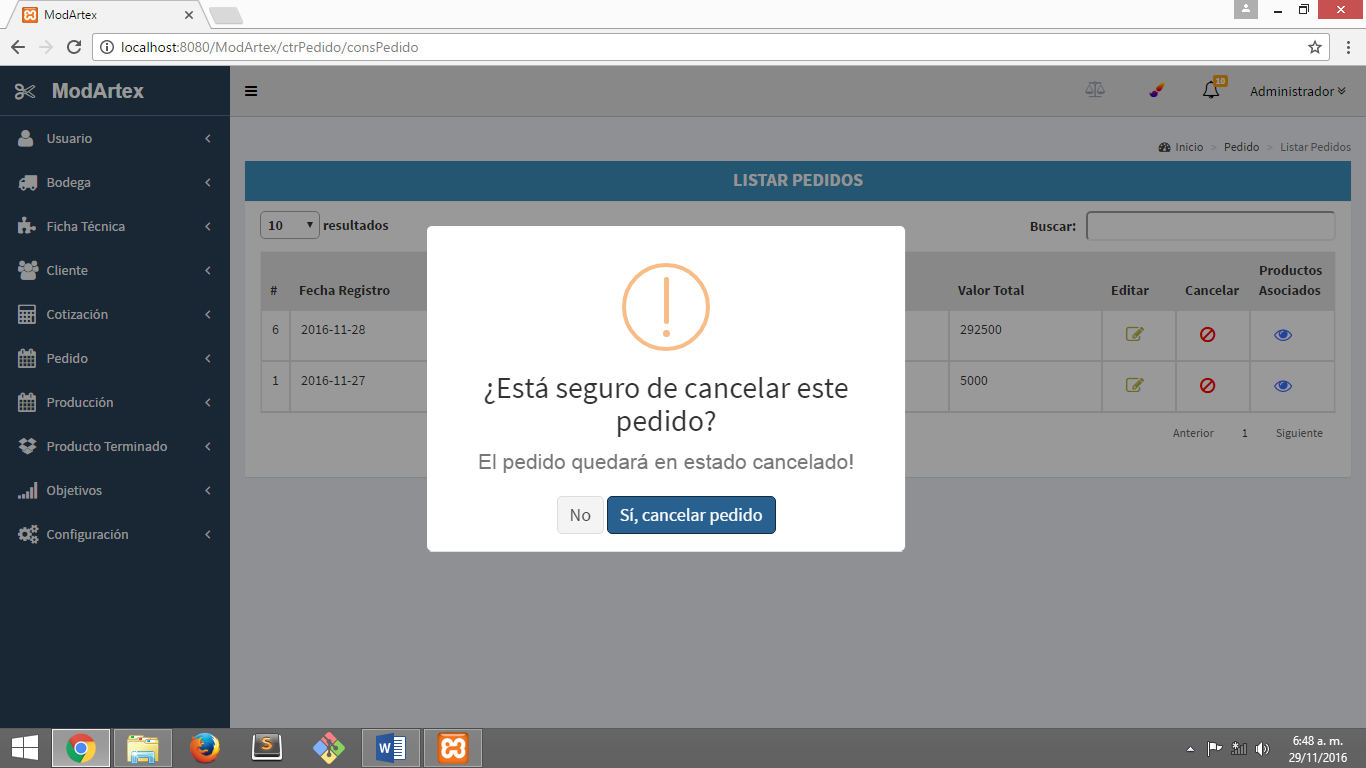 ModArtex
localhost:8080/ModArtex/ctrPedido/consPedido
ModArtex
10
Administrador
Usuario
Bodega
Ficha Técnica
Cliente
Cotización
Pedido
Producción
Producto Terminado
Objetivos
Configuración
Inicio > Pedido > Listar Pedidos
LISTAR PEDIDOS
10 resultados
Buscar:
# Fecha Registro Valor Total Editar Cancelar Productos Asociados
6 2016-11-28 292500
1 2016-11-27 5000
Anterior 1 Siguiente
¿Está seguro de cancelar este
pedido?
El pedido quedará en estado cancelado!
No Sí, cancelar pedido
6:48 a. m.
29/11/2016